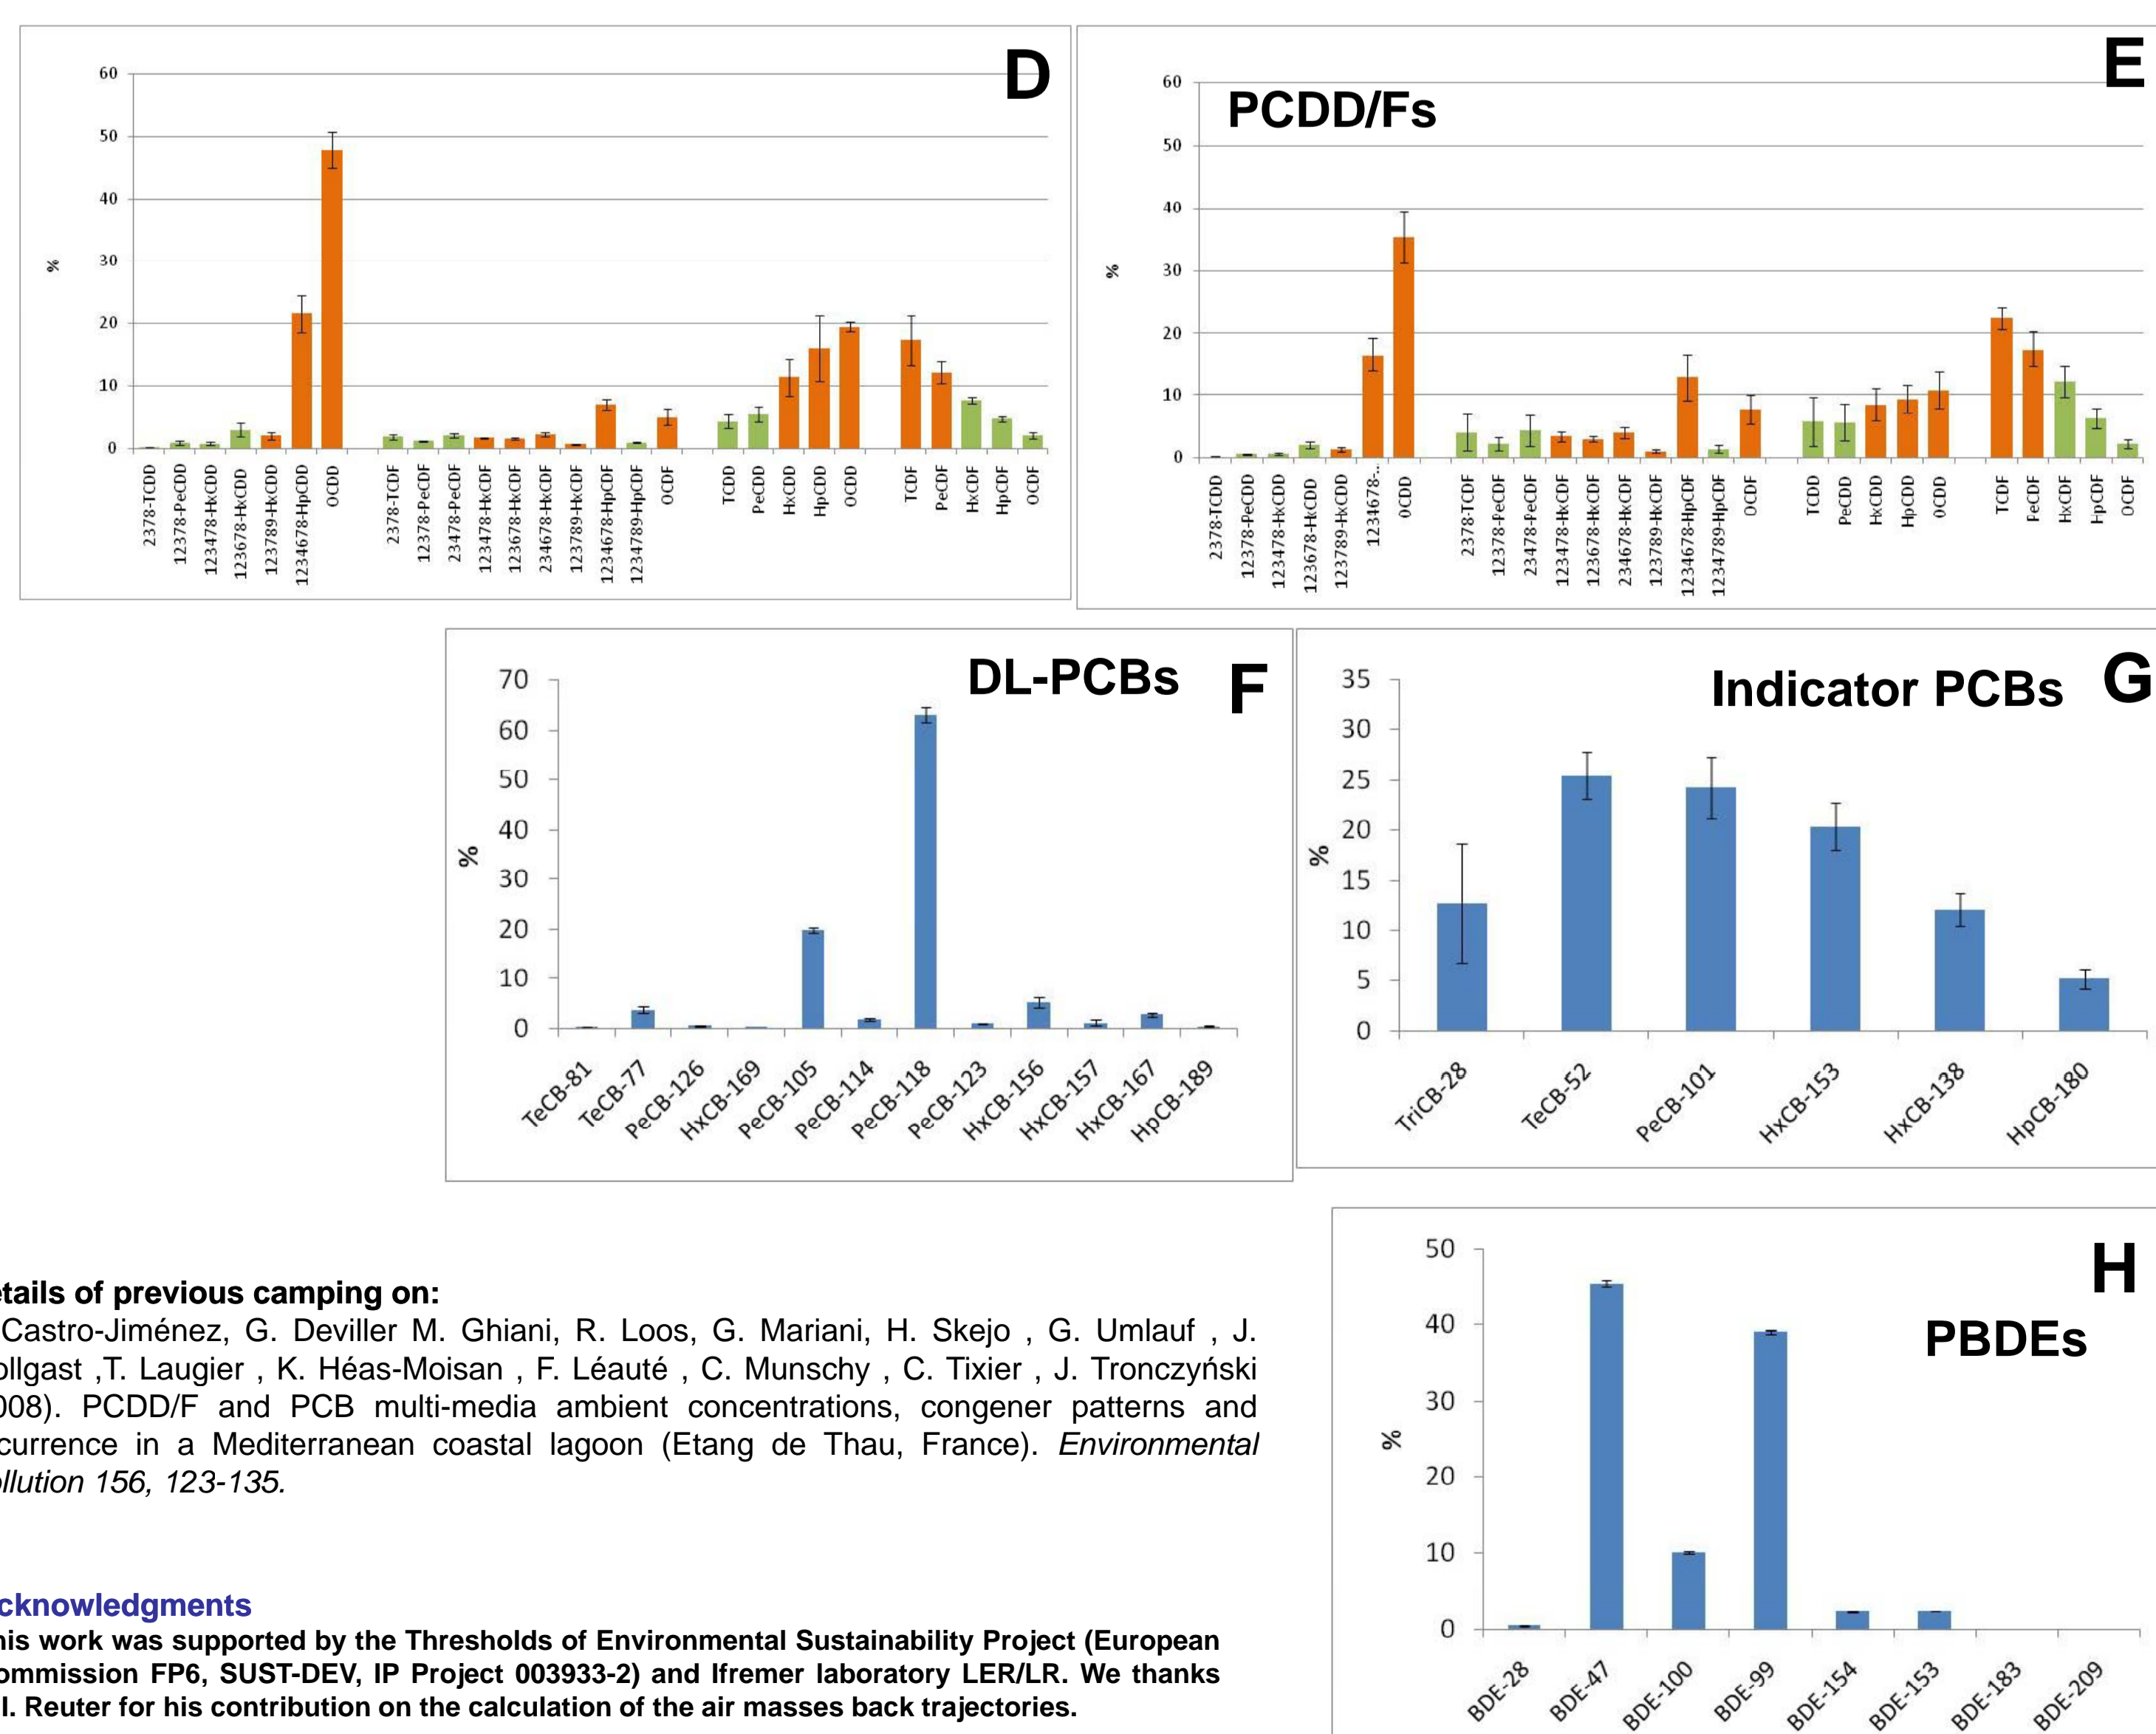 D
60
50
40
30
20
10
0
%
2378-TCDD
12378-PeCDD
123478-HxCDD
123678-HxCDD
123789-HxCDD
1234678-HpCDD
OCDD
2378-TCDF
12378-PeCDF
23478-PeCDF
123478-HxCDF
123678-HxCDF
234678-HxCDF
123789-HxCDF
1234678-HpCDF
1234789-HpCDF
OCDF
TCDD
PeCDD
HxCDD
HpCDD
OCDD
TCDF
PeCDF
HxCDF
HpCDF
OCDF
E
PCDD/Fs
60
50
40
30
20
10
0
%
2378-TCDD
12378-PeCDD
123478-HxCDD
123678-HxCDD
123789-HxCDD
1234678-...
OCDD
2378-TCDF
12378-PeCDF
23478-PeCDF
123478-HxCDF
123678-HxCDF
234678-HxCDF
123789-HxCDF
1234678-HpCDF
1234789-HpCDF
OCDF
TCDD
PeCDD
HxCDD
HpCDD
OCDD
TCDF
PeCDF
HxCDF
HpCDF
OCDF
DL-PCBs F
70
60
50
40
30
20
10
0
%
TeCB-81
TeCB-77
PeCB-126
HxCB-169
PeCB-105
PeCB-114
PeCB-118
PeCB-123
HxCB-156
HxCB-157
HxCB-167
HpCB-189
Indicator PCBs G
35
30
25
20
15
10
5
0
%
TriCB-28
TeCB-52
PeCB-101
HxCB-153
HxCB-138
HpCB-180
H
PBDEs
50
40
30
20
10
0
%
BDE-28
BDE-47
BDE-100
BDE-99
BDE-154
BDE-153
BDE-183
BDE-209
etails of previous camping on:
Castro-Jiménez, G. Deviller M. Ghiani, R. Loos, G. Mariani, H. Skejo , G. Umlauf , J.
ollgast ,T. Laugier , K. Héas-Moisan , F. Léauté , C. Munschy , C. Tixier , J. Tronczyński
008). PCDD/F and PCB multi-media ambient concentrations, congener patterns and
currence in a Mediterranean coastal lagoon (Etang de Thau, France). Environmental
ollution 156, 123-135.
cknowledgments
his work was supported by the Thresholds of Environmental Sustainability Project (European
ommission FP6, SUST-DEV, IP Project 003933-2) and Ifremer laboratory LER/LR. We thanks
I. Reuter for his contribution on the calculation of the air masses back trajectories.